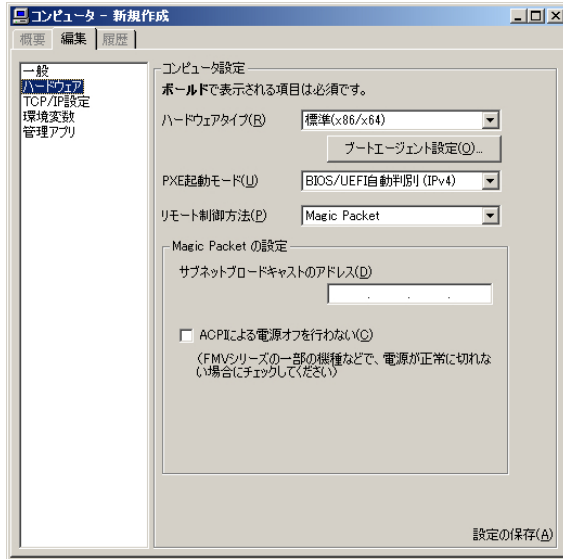 コンピュータ - 新規作成
概要 編集 履歴
一般
ハードウェア
TCP/IP設定
環境変数
管理アプリ
コンピュータ設定
ボールドで表示される項目は必須です。
ハードウェアタイプ(R) 標準(x86/x64)
ブートエージェント設定(O)...
PXE起動モード(U) BIOS/UEFI自動判別 (IPv4)
リモート制御方法(P) Magic Packet
Magic Packet の設定
サブネットブロードキャストのアドレス(D)
. . .
ACPIによる電源オフを行わない(C)
(FMVシリーズの一部の機種などで、電源が正常に切れな
い場合にチェックしてください)
設定の保存(A)